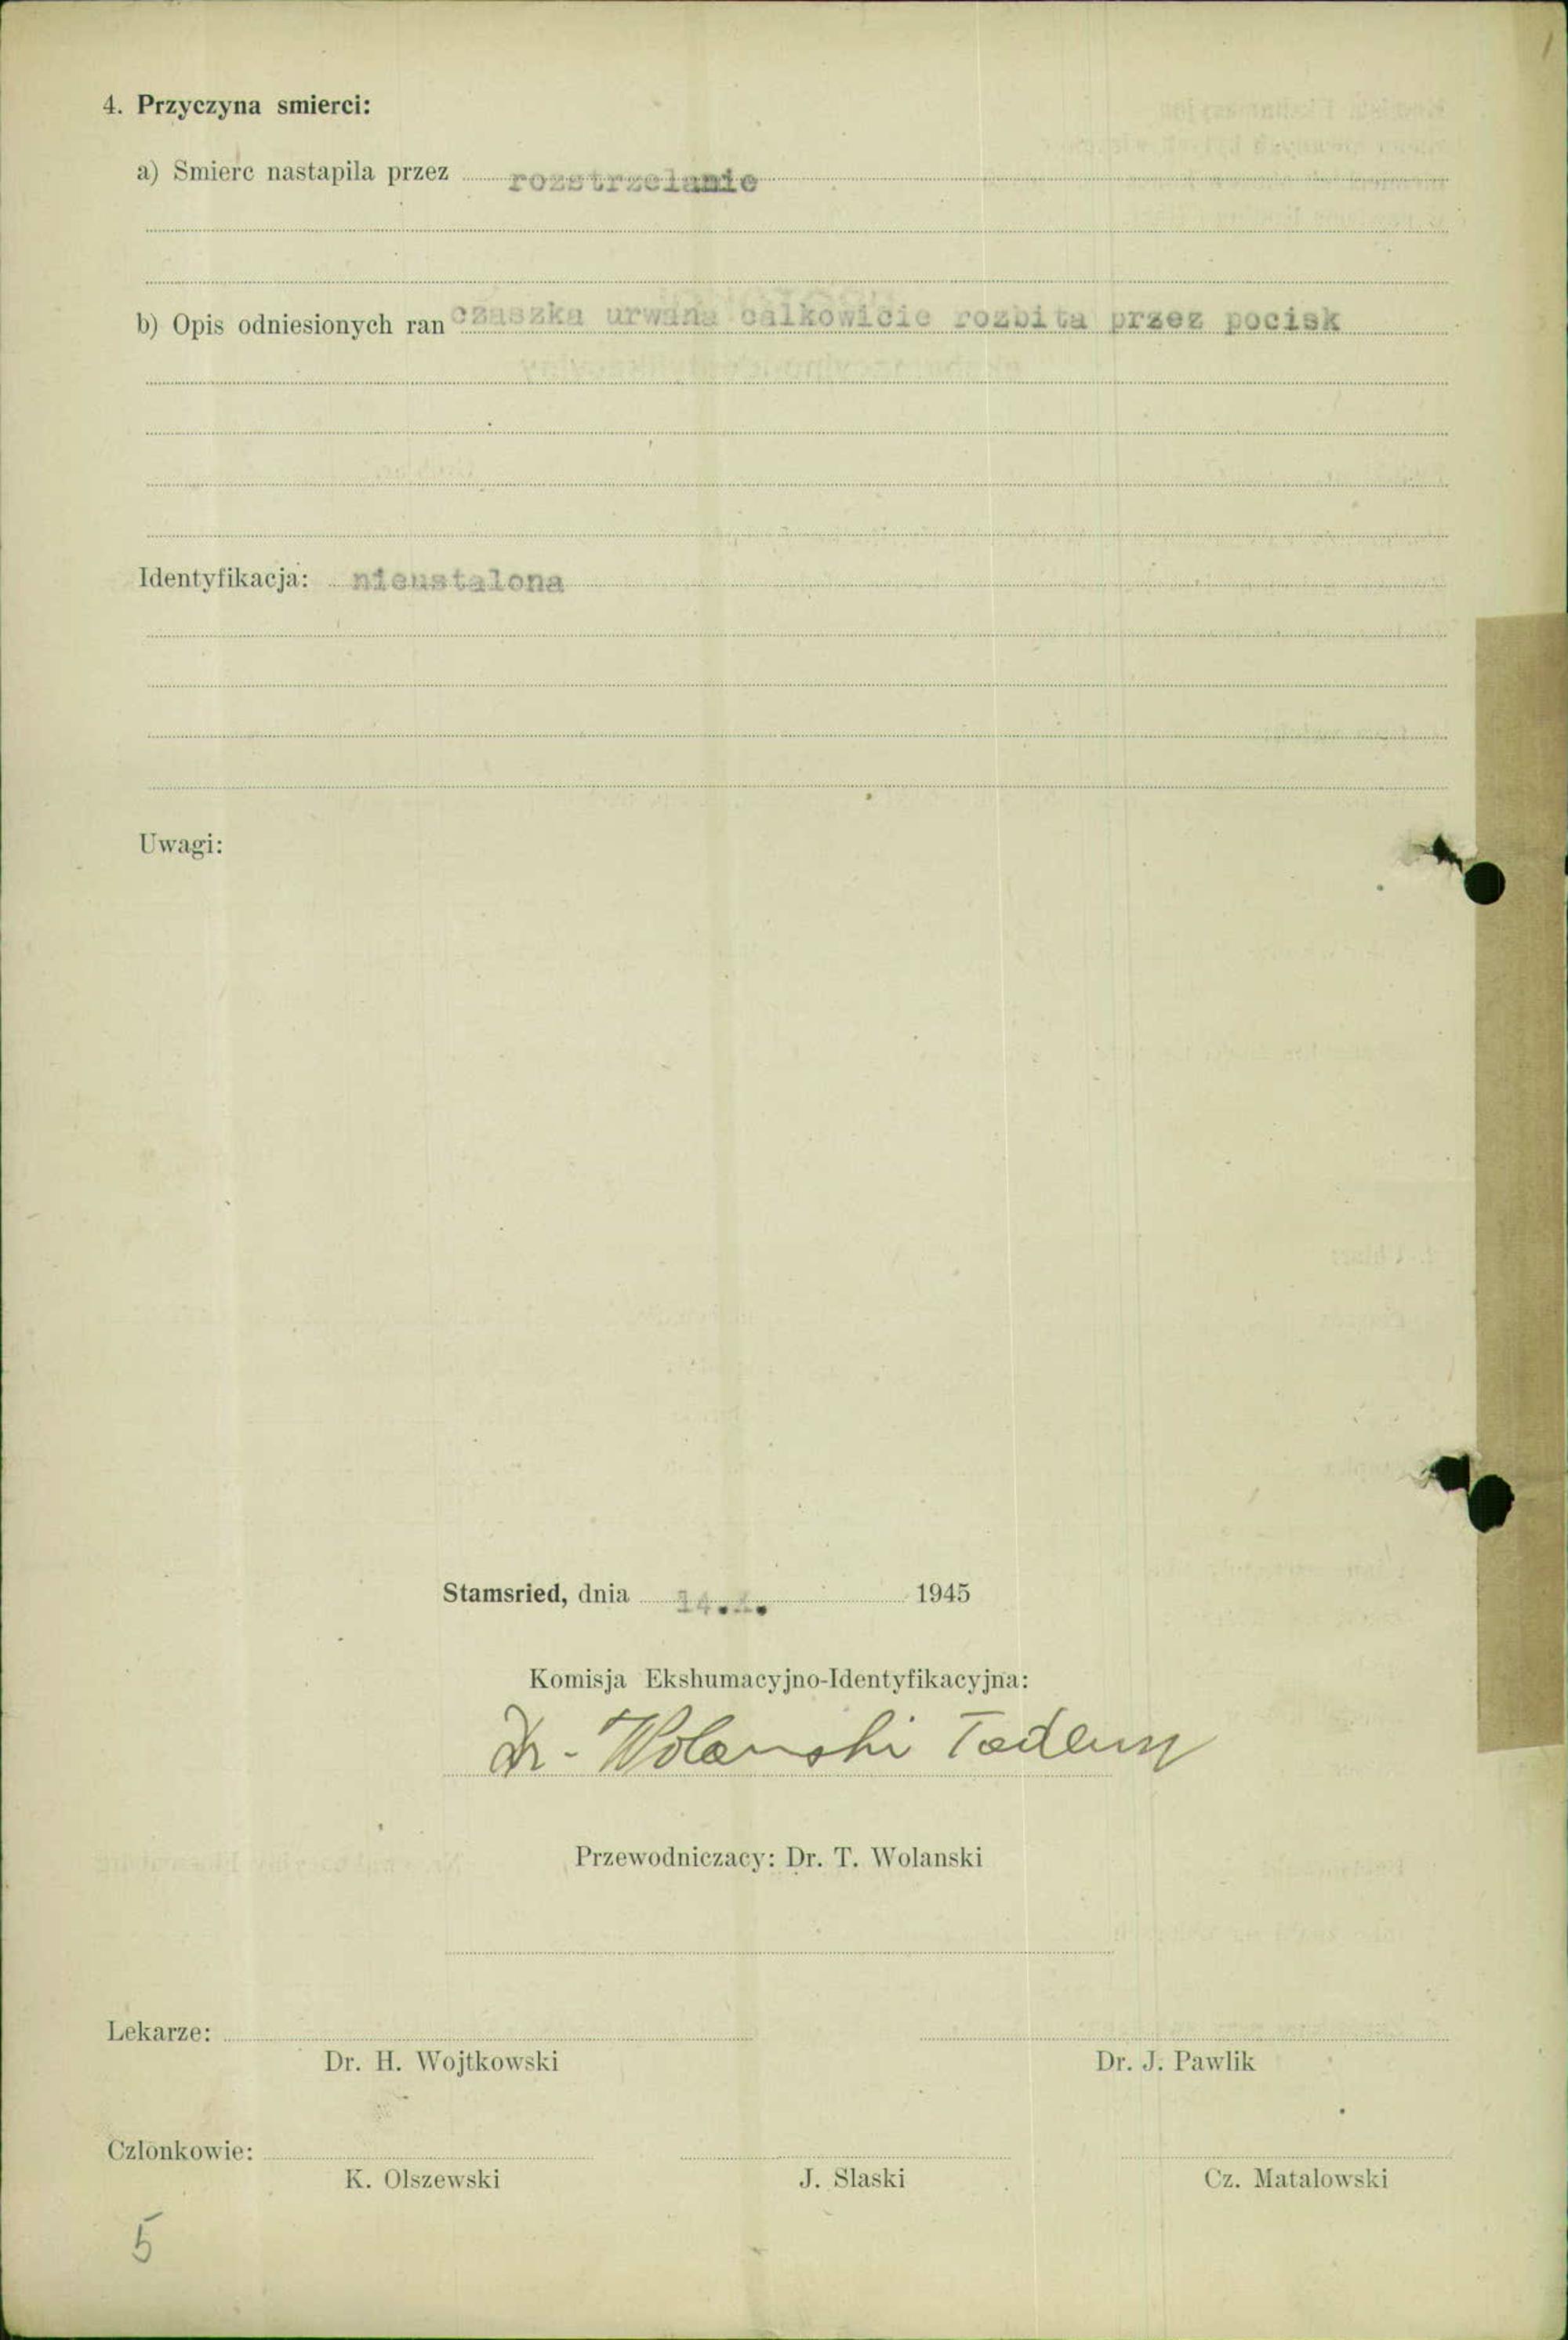 4. Przyczyna smierci:
a) Smierc nastapila przez rozstrzelanie
b) Opis odniesionych ran czaszka urwana calkowicie rozbita przez pocisk
Identyfikacja: nieustalona
Uwagi:
Stamsried, dnia 1945
Komisja Ekshumacyjno-Identyfikacyjna:
Dr - Wolanski Tadeusz
Przewodniczacy: Dr. T. Wolanski
Lekarze:
Dr. H. Wojtkowski Dr. J. Pawlik
Czlonkowie:
K. Olszewski J. Slaski Cz. Matalowski
5